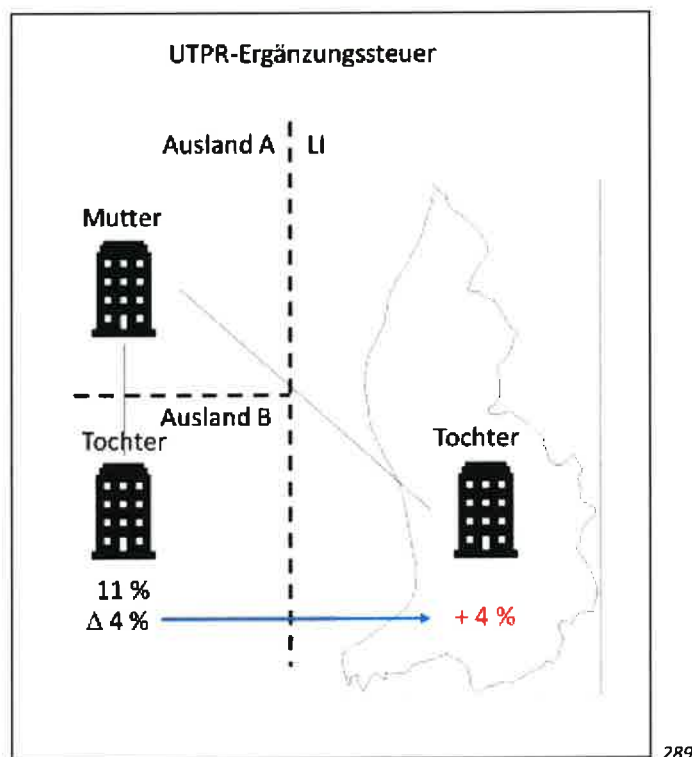 UTPR-Ergänzungssteuer
Ausland A LI
Mutter
Ausland B
Tochter
Tochter
11 %
Δ 4 %
+ 4 %
289